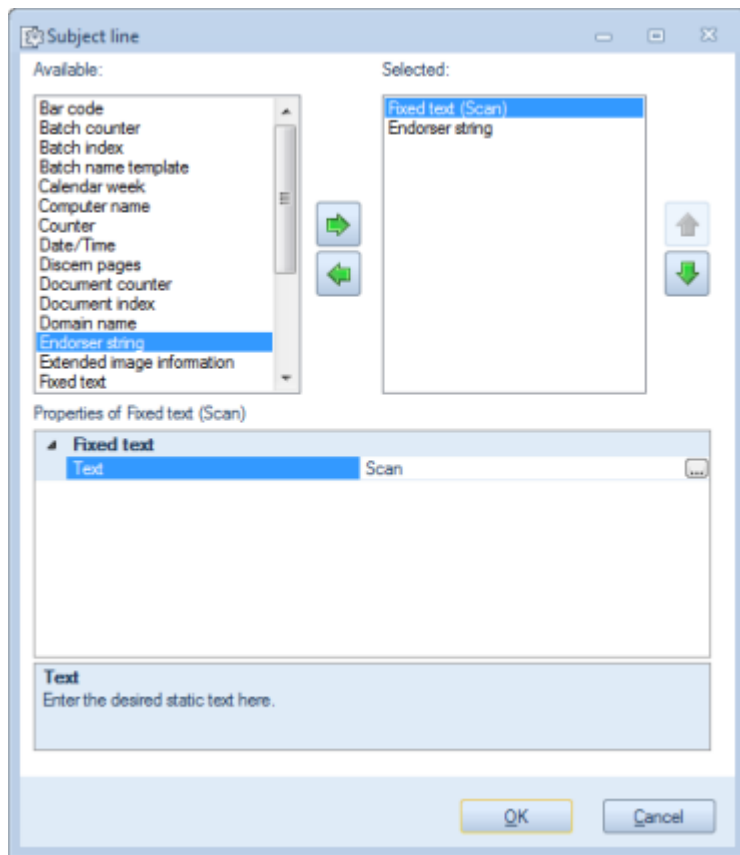 Subject line
Available:
Selected:
Bar code
Batch counter
Batch index
Batch name template
Calendar week
Computer name
Counter
Date/Time
Discern pages
Document counter
Document index
Domain name
Endorser string
Extended image information
Fixed text
Fixed text (Scan)
Endorser string
Properties of Fixed text (Scan)
Fixed text
Text Scan ...
Text
Enter the desired static text here.
OK Cancel